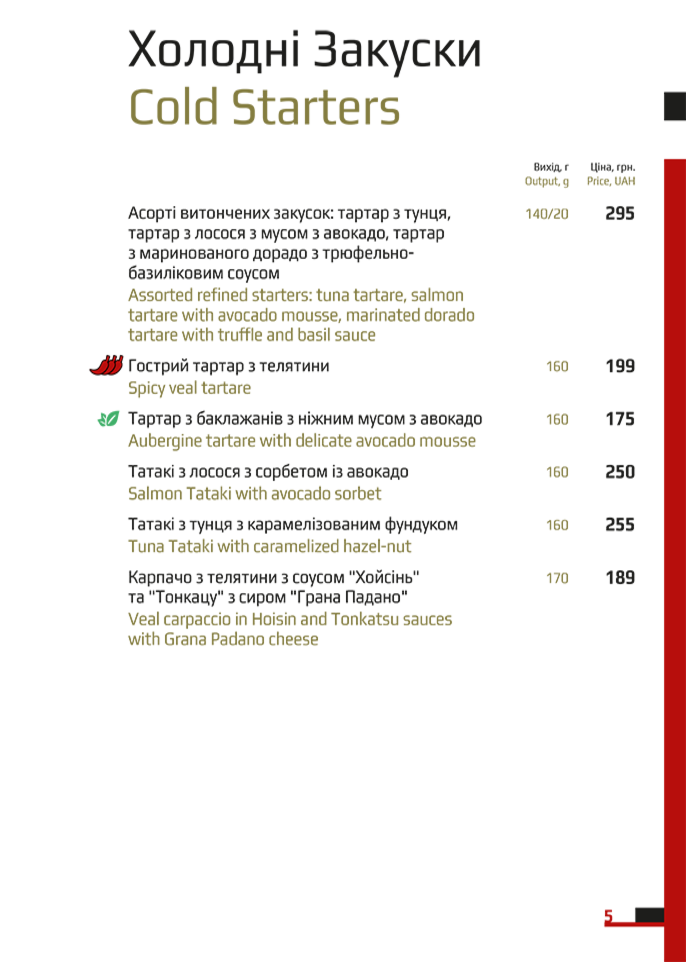 Холодні Закуски
Cold Starters
Вихід, г Ціна, грн.
Output, g Price, UAH
Асорті витончених закусок: тартар з тунця, 140/20 295
тартар з лосося з мусом з авокадо, тартар
з маринованого дорадо з трюфельно-
базиліковим соусом
Assorted refined starters: tuna tartare, salmon
tartare with avocado mousse, marinated dorado
tartare with truffle and basil sauce
Гострий тартар з телятини 160 199
Spicy veal tartare
Тартар з баклажанів з ніжним мусом з авокадо 160 175
Aubergine tartare with delicate avocado mousse
Татакі з лосося з сорбетом із авокадо 160 250
Salmon Tataki with avocado sorbet
Татакі з тунця з карамелізованим фундуком 160 255
Tuna Tataki with caramelized hazel-nut
Карпачо з телятини з соусом "Хойсінь" 170 189
та "Тонкацу" з сиром "Грана Падано"
Veal carpaccio in Hoisin and Tonkatsu sauces
with Grana Padano cheese
5